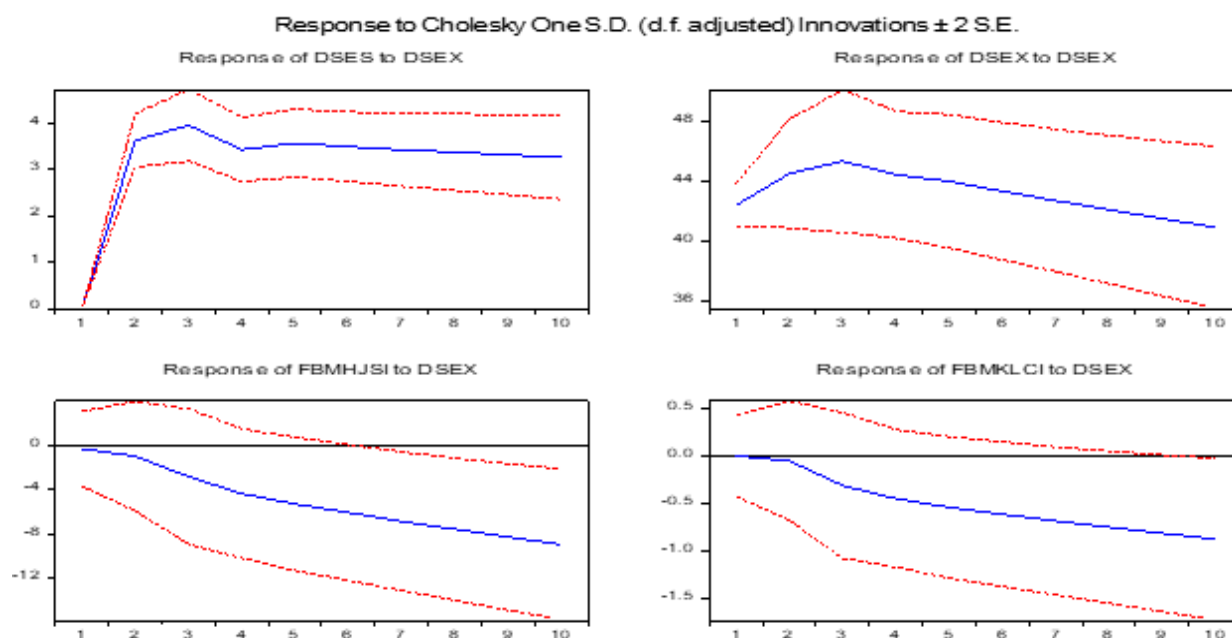 Response to Cholesky One S.D. (d.f. adjusted) Innovations ± 2 S.E.
Response of DSES to DSEX
4
3
2
1
0
1 2 3 4 5 6 7 8 9 10
Response of DSEX to DSEX
48
44
40
36
1 2 3 4 5 6 7 8 9 10
Response of FBMHJSI to DSEX
0
-4
-8
-12
1 2 3 4 5 6 7 8 9 10
Response of FBMKLCI to DSEX
0.5
0.0
-0.5
-1.0
-1.5
1 2 3 4 5 6 7 8 9 10